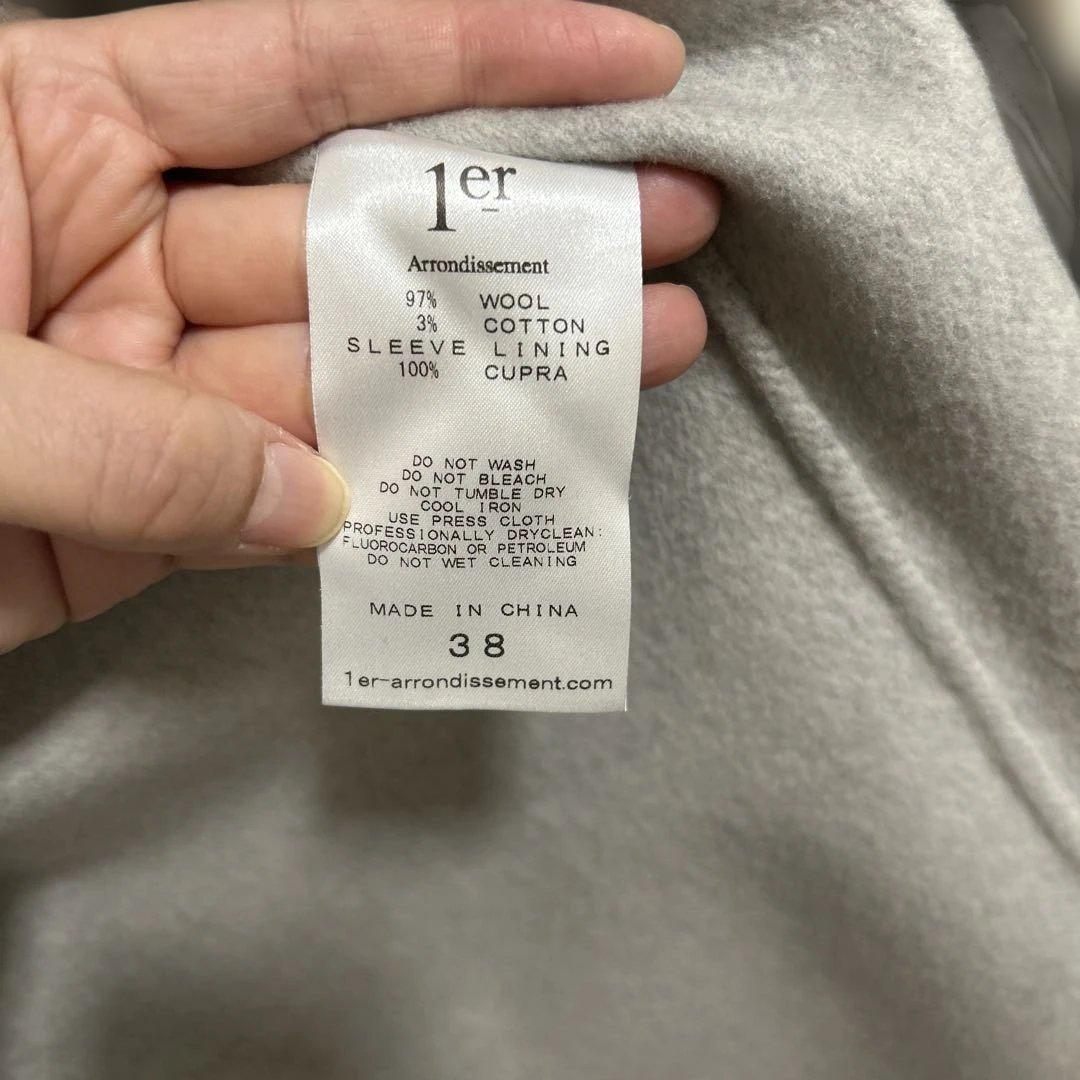 1er
Arrondissement
97% WOOL
3% COTTON
SLEEVE LINING
100% CUPRA
DO NOT WASH
DO NOT BLEACH
DO NOT TUMBLE DRY
COOL IRON
USE PRESS CLOTH
PROFESSIONALLY DRYCLEAN:
FLUOROCARBON OR PETROLEUM
DO NOT WET CLEANING
MADE IN CHINA
38
1er-arrondissement.com